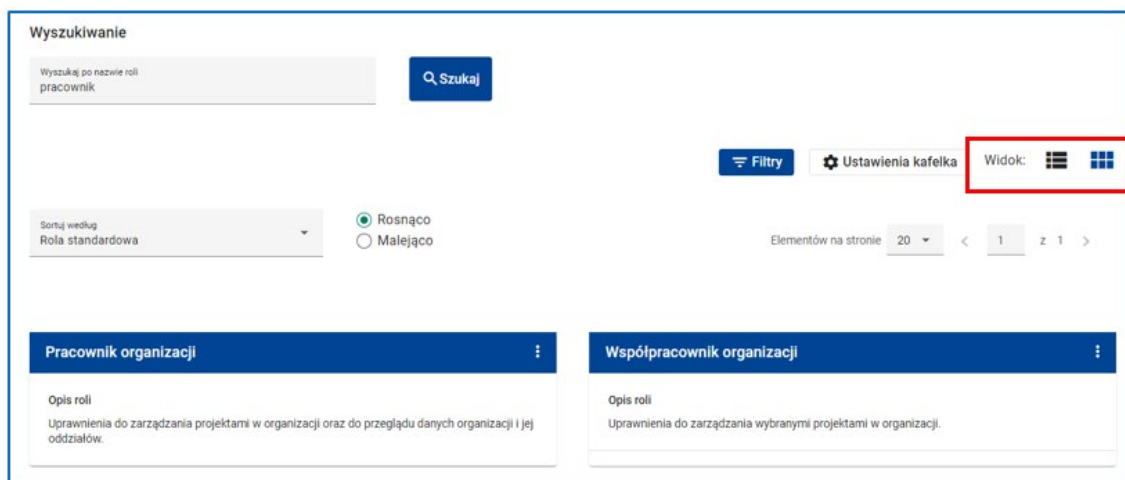 Wyszukiwanie
Wyszukaj po nazwie roli
pracownik
Szukaj
Filtry
Ustawienia kafelka
Widok:
Sortuj według
Rola standardowa
Rosnąco
Malejąco
Elementów na stronie 20 1 z 1
Pracownik organizacji
Opis roli
Uprawnienia do zarządzania projektami w organizacji oraz do przeglądu danych organizacji i jej
oddziałów.
Współpracownik organizacji
Opis roli
Uprawnienia do zarządzania wybranymi projektami w organizacji.